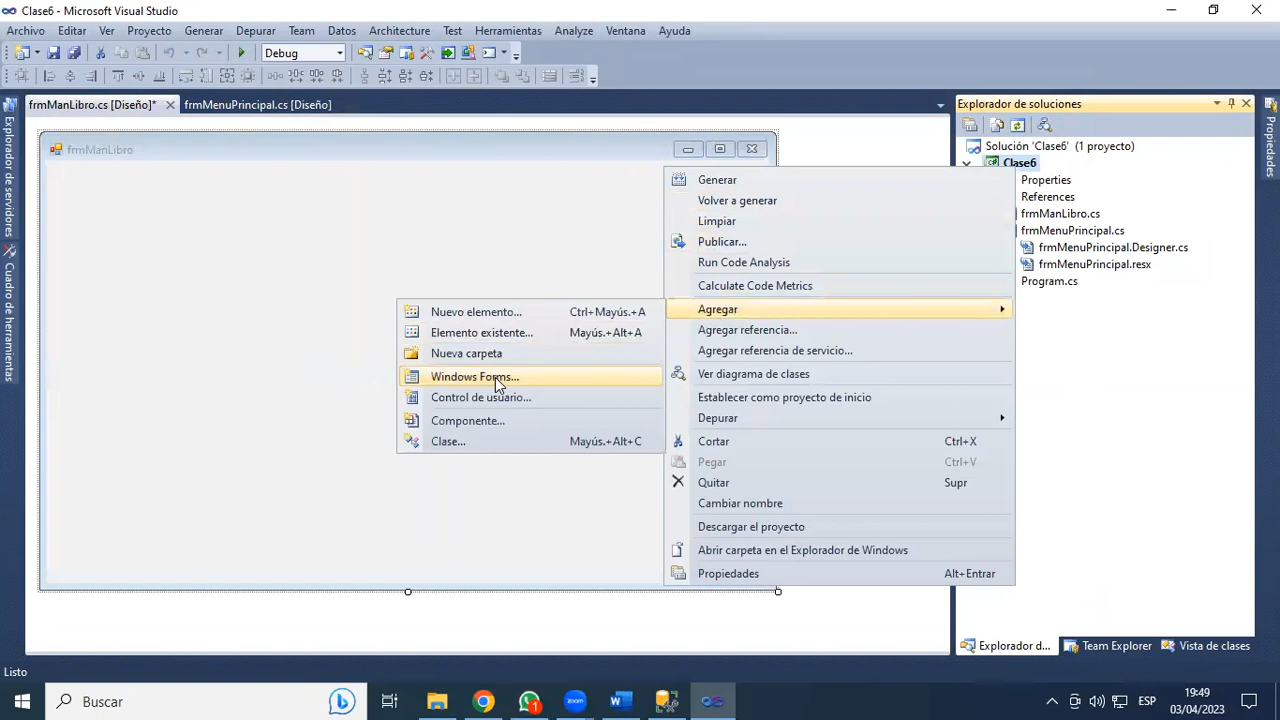 Clase6 - Microsoft Visual Studio
Archivo Editar Ver Proyecto Generar Depurar Team Datos Architecture Test Herramientas Analyze Ventana Ayuda
Debug
frmManLibro.cs [Diseño]* frmMenuPrincipal.cs [Diseño]
Explorador de servidores
Cuadro de herramientas
frmManLibro
Generar
Volver a generar
Limpiar
Publicar...
Run Code Analysis
Calculate Code Metrics
Agregar
Agregar referencia...
Agregar referencia de servicio...
Ver diagrama de clases
Establecer como proyecto de inicio
Depurar
Cortar Ctrl+X
Pegar Ctrl+V
Quitar Supr
Cambiar nombre
Descargar el proyecto
Abrir carpeta en el Explorador de Windows
Propiedades Alt+Entrar
Nuevo elemento... Ctrl+Mayús.+A
Elemento existente... Mayús.+Alt+A
Nueva carpeta
Windows Forms...
Control de usuario...
Componente...
Clase... Mayús.+Alt+C
Explorador de soluciones
Solución 'Clase6' (1 proyecto)
Clase6
Properties
References
frmManLibro.cs
frmMenuPrincipal.cs
frmMenuPrincipal.Designer.cs
frmMenuPrincipal.resx
Program.cs
Propiedades
Explorador d... Team Explorer Vista de clases
Listo
Buscar
zoom
1
ESP
19:49
03/04/2023